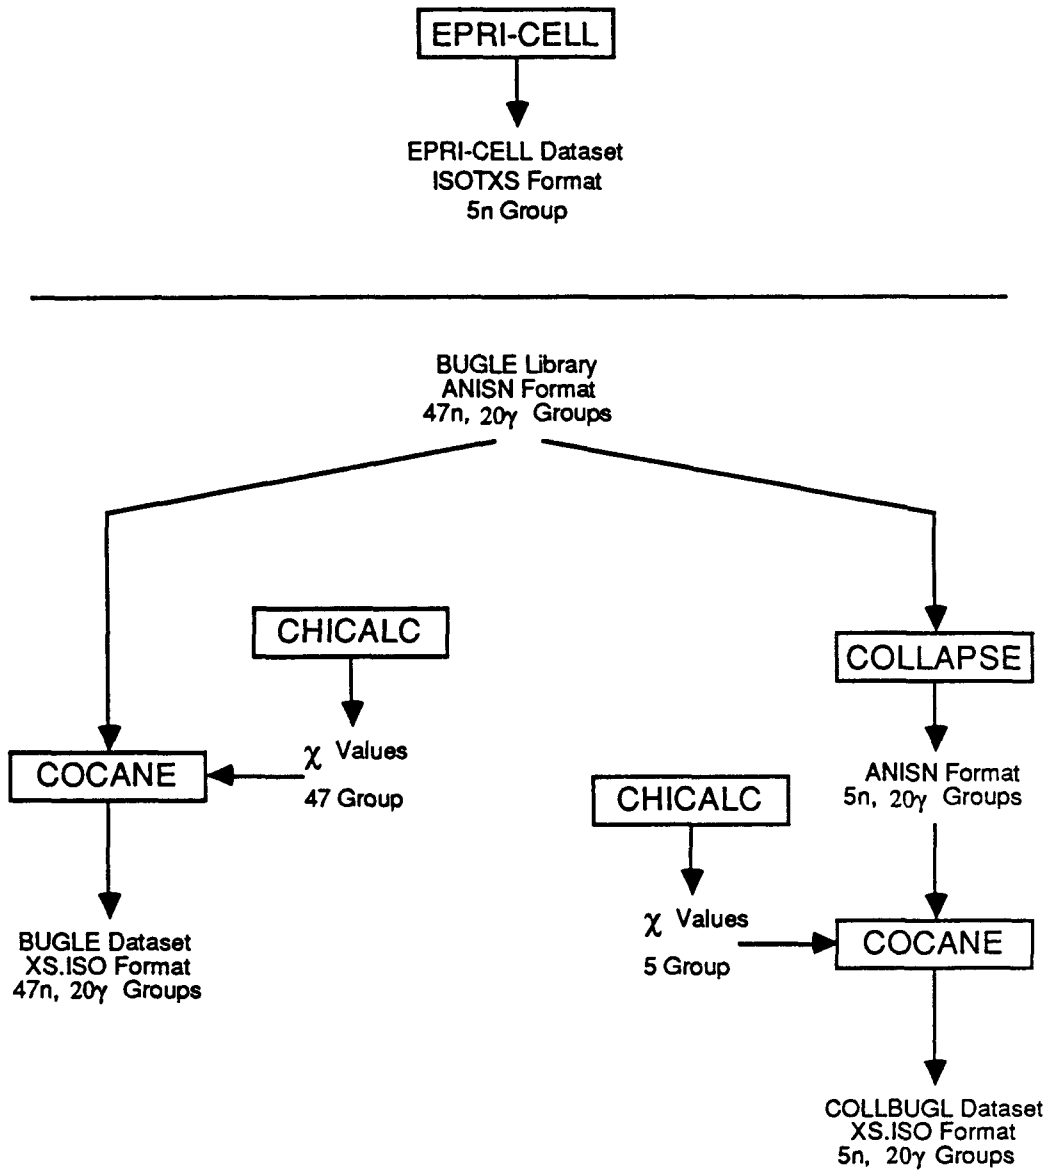 EPRI-CELL
EPRI-CELL Dataset
ISOTXS Format
5n Group
BUGLE Library
ANISN Format
47n, 20γ Groups
CHICALC
χ Values
47 Group
COCANE
BUGLE Dataset
XS.ISO Format
47n, 20γ Groups
COLLAPSE
ANISN Format
5n, 20γ Groups
CHICALC
χ Values
5 Group
COCANE
COLLBUGL Dataset
XS.ISO Format
5n, 20γ Groups